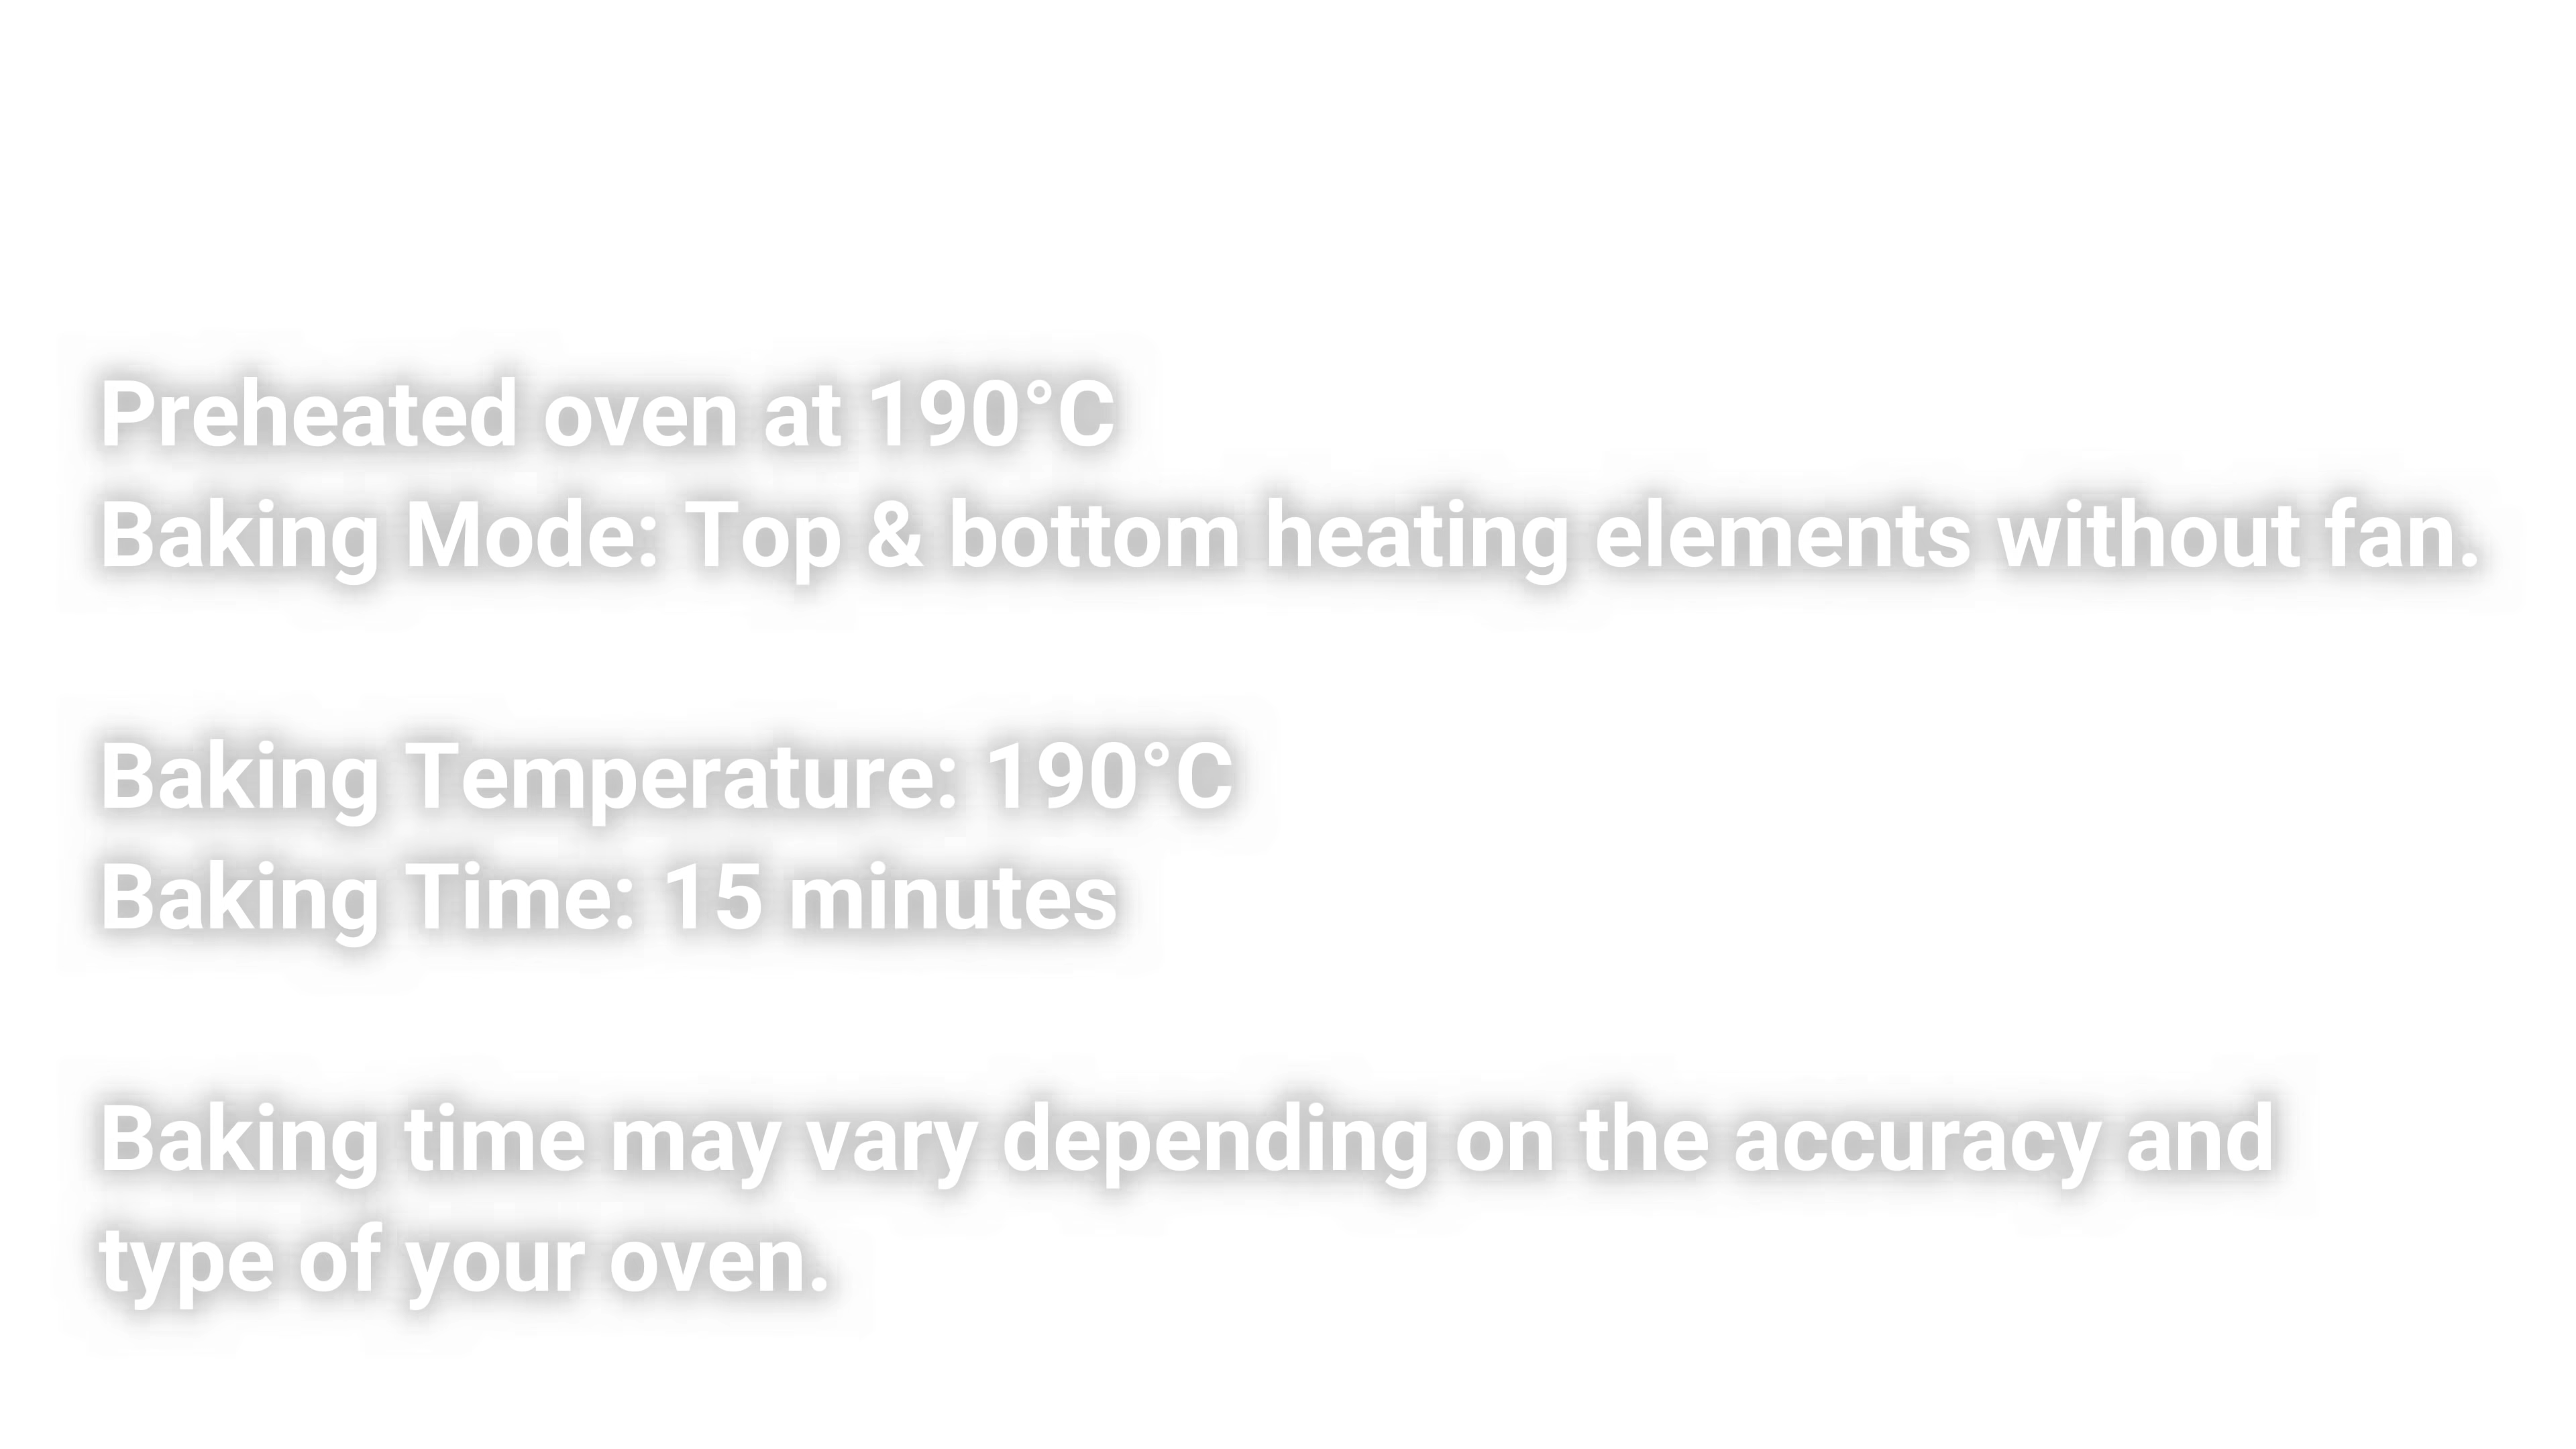 Preheated oven at 190°C
Baking Mode: Top & bottom heating elements without fan.
Baking Temperature: 190°C
Baking Time: 15 minutes
Baking time may vary depending on the accuracy and
type of your oven.